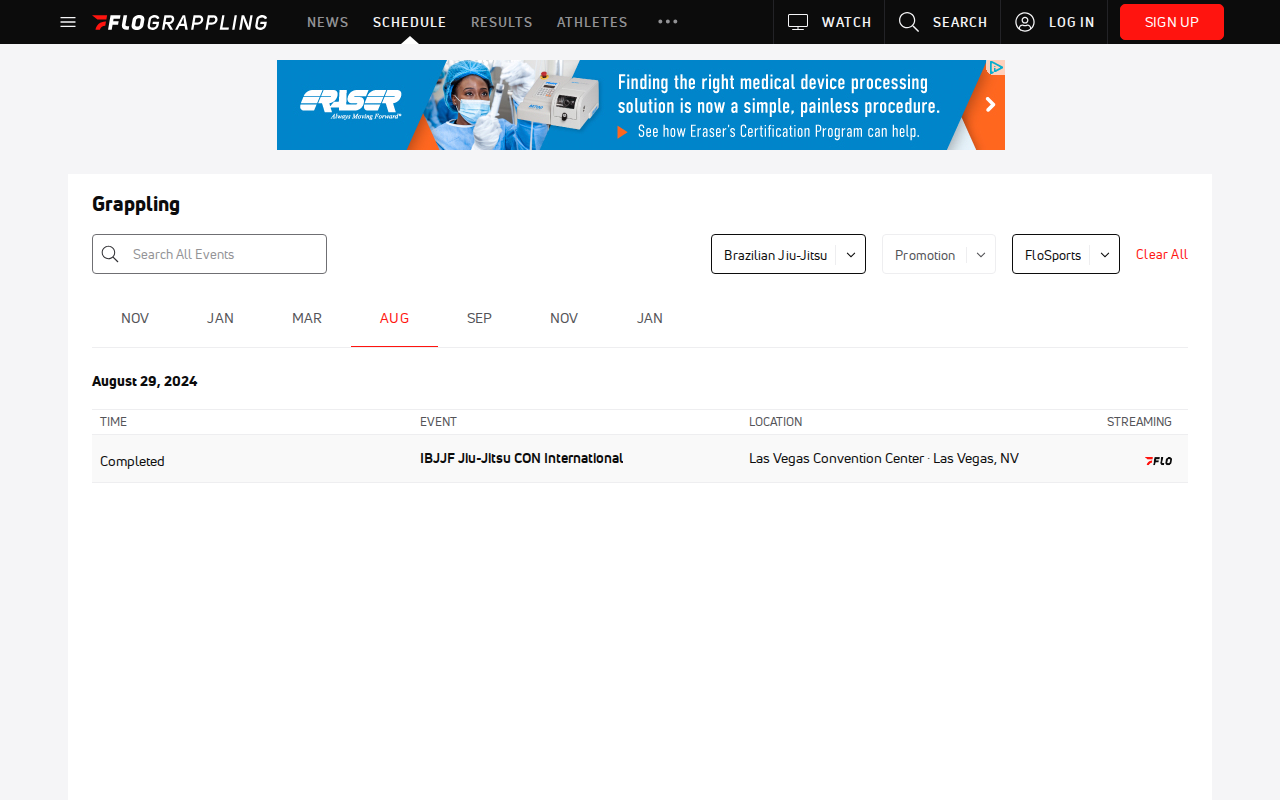 FLOGRAPPLING NEWS SCHEDULE RESULTS ATHLETES ••• WATCH SEARCH LOG IN SIGN UP
ERASER
Always Moving Forward™
Finding the right medical device processing
solution is now a simple, painless procedure.
See how Eraser's Certification Program can help.
Grappling
Search All Events Brazilian Jiu-Jitsu Promotion FloSports Clear All
NOV JAN MAR AUG SEP NOV JAN
August 29, 2024
TIME EVENT LOCATION STREAMING
Completed IBJJF Jiu-Jitsu CON International Las Vegas Convention Center · Las Vegas, NV FLO